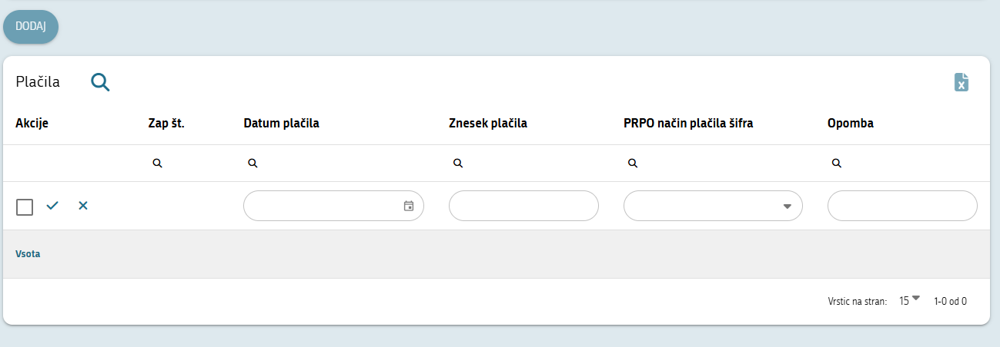 DODAJ
Plačila
Akcije Zap št. Datum plačila Znesek plačila PRPO način plačila šifra Opomba
Vsota
Vrstic na stran: 15 1-0 od 0